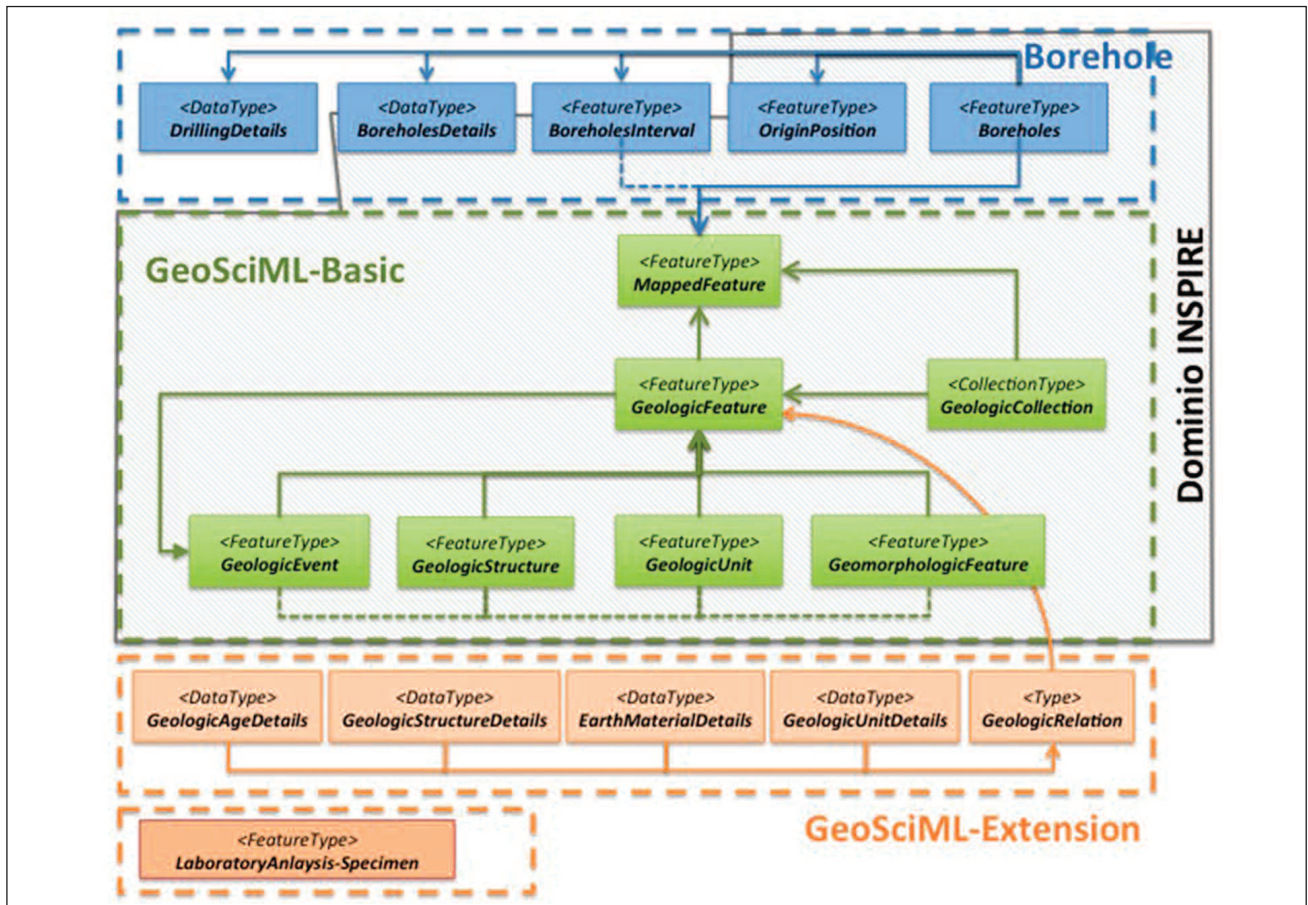 Borehole
<DataType>
DrillingDetails
<DataType>
BoreholesDetails
<FeatureType>
BoreholesInterval
<FeatureType>
OriginPosition
<FeatureType>
Boreholes
GeoSciML-Basic
<FeatureType>
MappedFeature
<FeatureType>
GeologicFeature
<CollectionType>
GeologicCollection
Dominio INSPIRE
<FeatureType>
GeologicEvent
<FeatureType>
GeologicStructure
<FeatureType>
GeologicUnit
<FeatureType>
GeomorphologicFeature
<DataType>
GeologicAgeDetails
<DataType>
GeologicStructureDetails
<DataType>
EarthMaterialDetails
<DataType>
GeologicUnitDetails
<Type>
GeologicRelation
GeoSciML-Extension
<FeatureType>
LaboratoryAnlaysis-Specimen